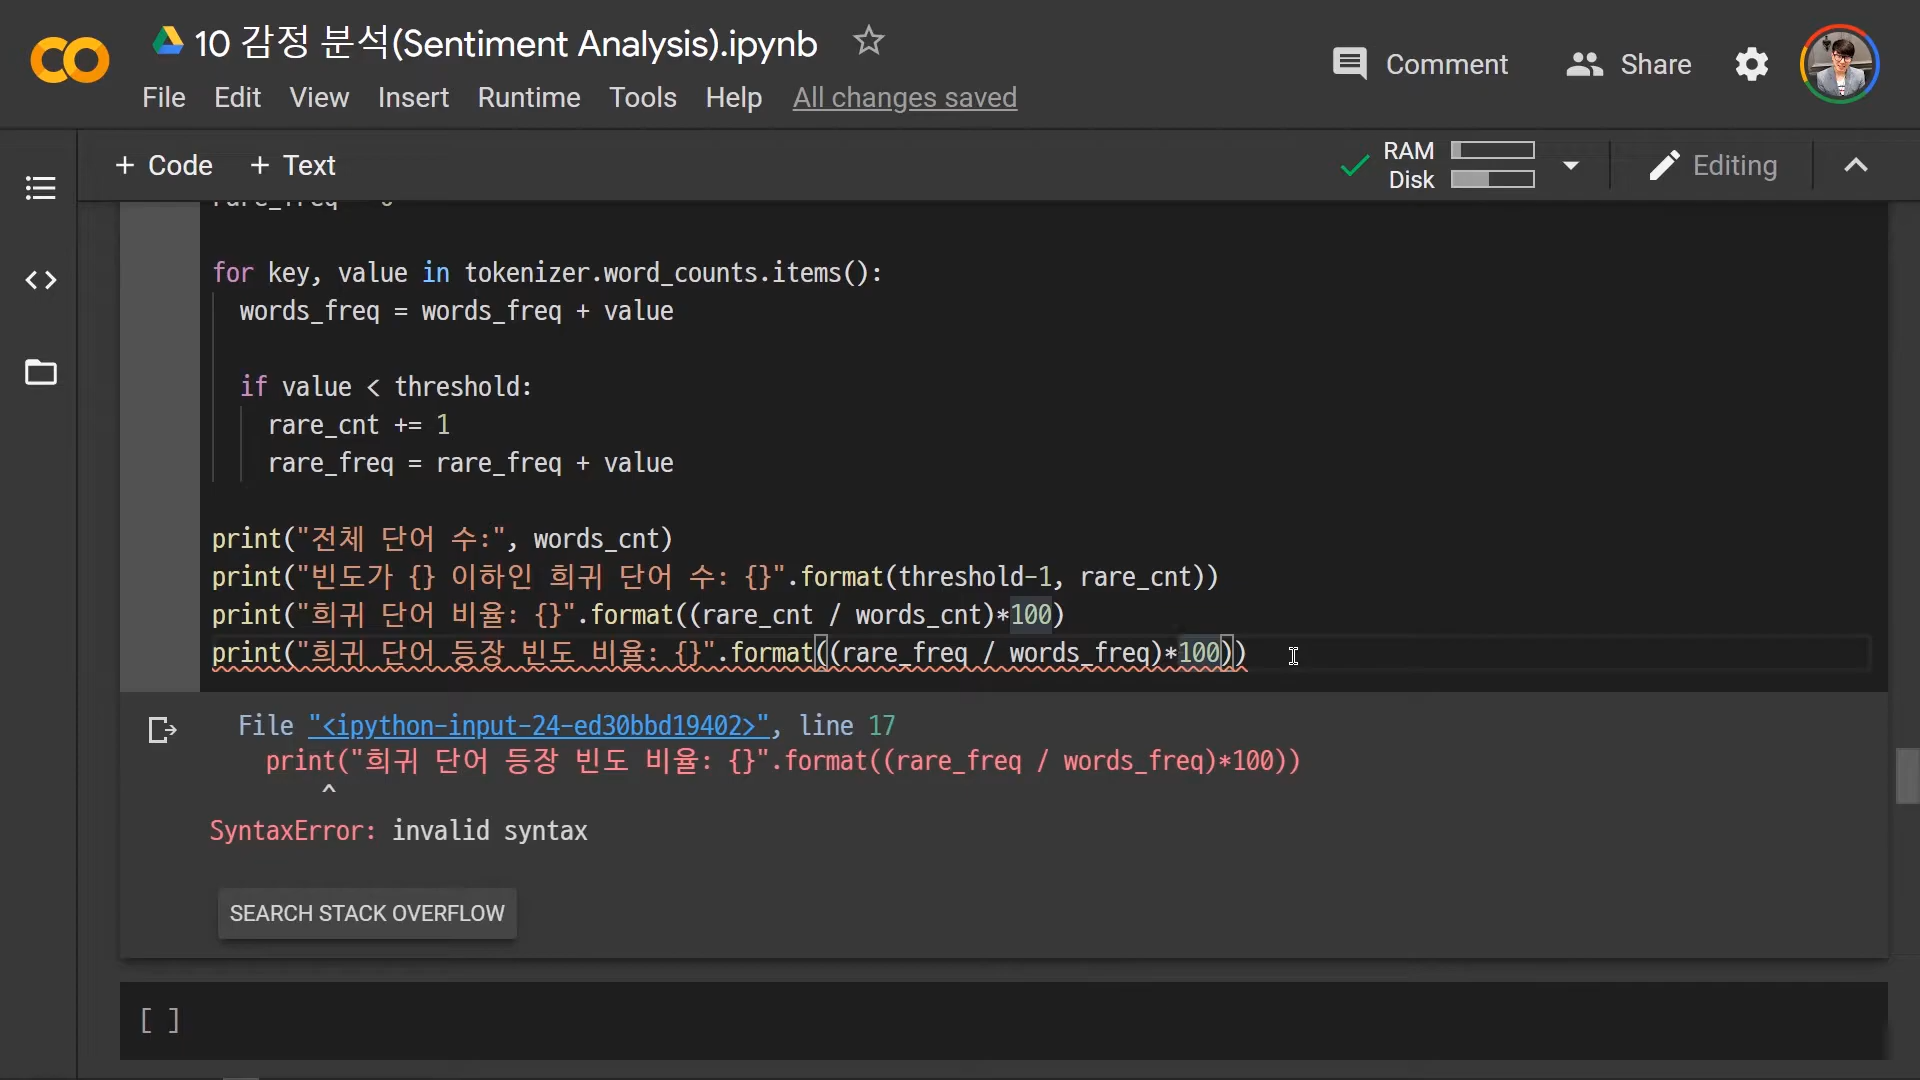 10 감정 분석(Sentiment Analysis).ipynb
Comment
Share
File Edit View Insert Runtime Tools Help All changes saved
+ Code + Text
RAM
Disk
Editing
for key, value in tokenizer.word_counts.items():
words_freq = words_freq + value
if value < threshold:
rare_cnt += 1
rare_freq = rare_freq + value
print("전체 단어 수:", words_cnt)
print("빈도가 {} 이하인 희귀 단어 수: {}".format(threshold-1, rare_cnt))
print("희귀 단어 비율: {}".format((rare_cnt / words_cnt)*100)
print("희귀 단어 등장 빈도 비율: {}".format((rare_freq / words_freq)*100))
File "<ipython-input-24-ed30bbd19402>", line 17
print("희귀 단어 등장 빈도 비율: {}".format((rare_freq / words_freq)*100))
^
SyntaxError: invalid syntax
SEARCH STACK OVERFLOW
[ ]